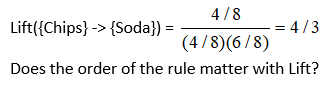 Lift({Chips} -> {Soda}) = 4 / 8 / (4 / 8)(6 / 8) = 4 / 3
Does the order of the rule matter with Lift?